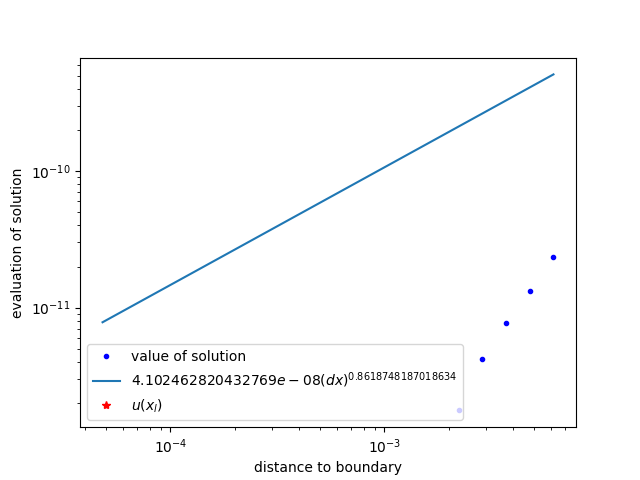 evaluation of solution
10⁻¹⁰
10⁻¹¹
value of solution
4.102462820432769e − 08(dx)^0.8618748187018634
u(x_l)
10⁻⁴
10⁻³
distance to boundary